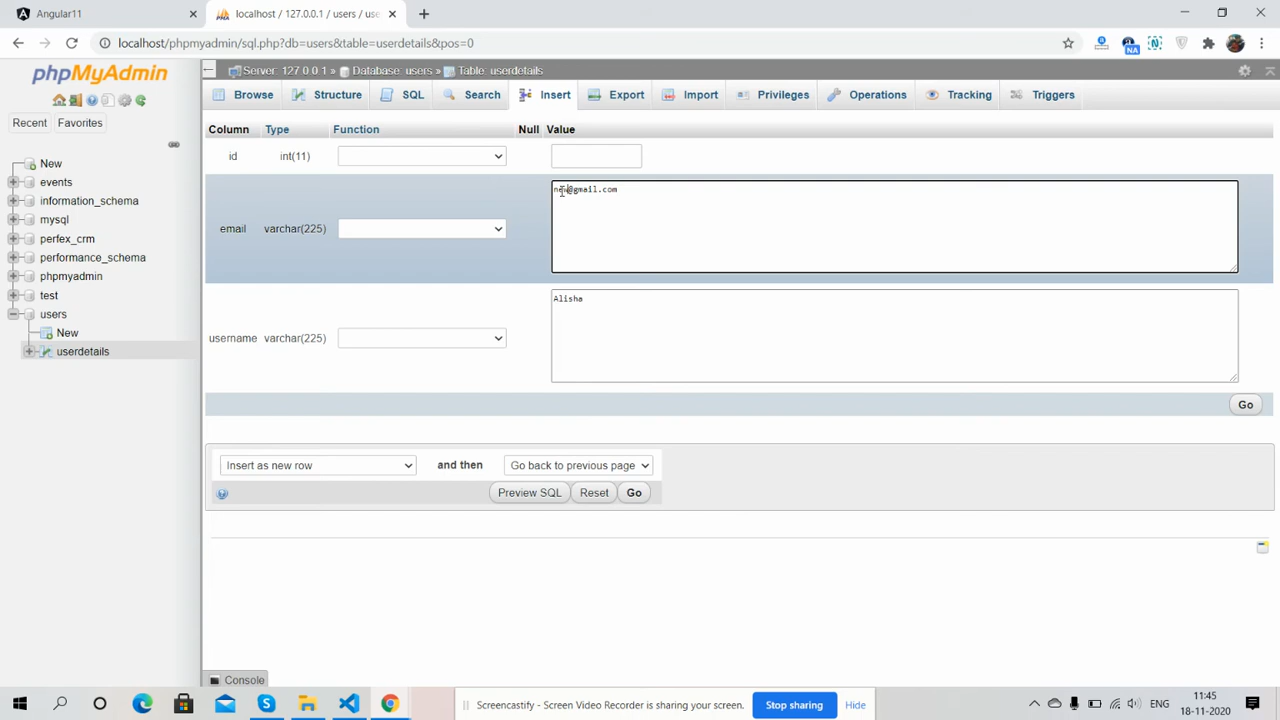 Angular11
localhost / 127.0.0.1 / users / use
localhost/phpmyadmin/sql.php?db=users&table=userdetails&pos=0
NA
phpMyAdmin
Recent
Favorites
New
events
information_schema
mysql
perfex_crm
performance_schema
phpmyadmin
test
users
New
userdetails
Server: 127.0.0.1 » Database: users » Table: userdetails
Browse
Structure
SQL
Search
Insert
Export
Import
Privileges
Operations
Tracking
Triggers
Column Type Function Null Value
id int(11)
email varchar(225)
@gmail.com
username varchar(225)
Alisha
Go
Insert as new row
and then
Go back to previous page
Preview SQL
Reset
Go
Console
Screencastify - Screen Video Recorder is sharing your screen.
Stop sharing
Hide
ENG
11:45
18-11-2020